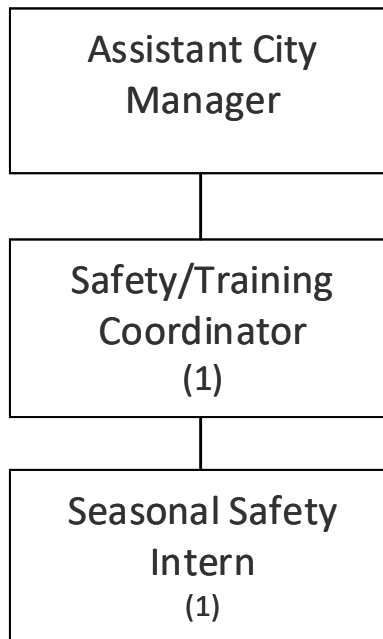 Assistant City
Manager
Safety/Training
Coordinator
(1)
Seasonal Safety
Intern
(1)